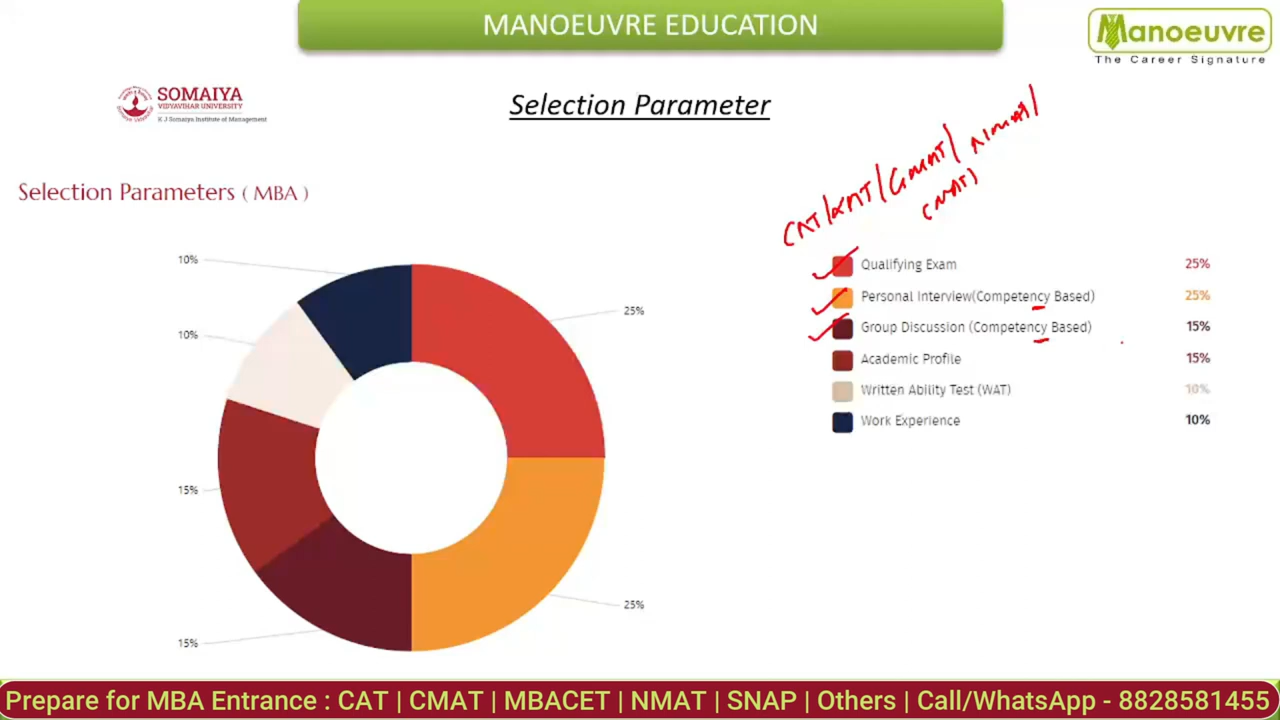 MANOEUVRE EDUCATION
Manoeuvre
The Career Signature
SOMAIYA
VIDYAVIHAR UNIVERSITY
K J Somaiya Institute of Management
Selection Parameter
CAT/XAT/GMAT/NMAT/
CMAT)
Selection Parameters ( MBA )
10%
10%
15%
15%
25%
25%
Qualifying Exam 25%
Personal Interview(Competency Based) 25%
Group Discussion (Competency Based) 15%
Academic Profile 15%
Written Ability Test (WAT) 10%
Work Experience 10%
Prepare for MBA Entrance : CAT | CMAT | MBACET | NMAT | SNAP | Others | Call/WhatsApp - 8828581455